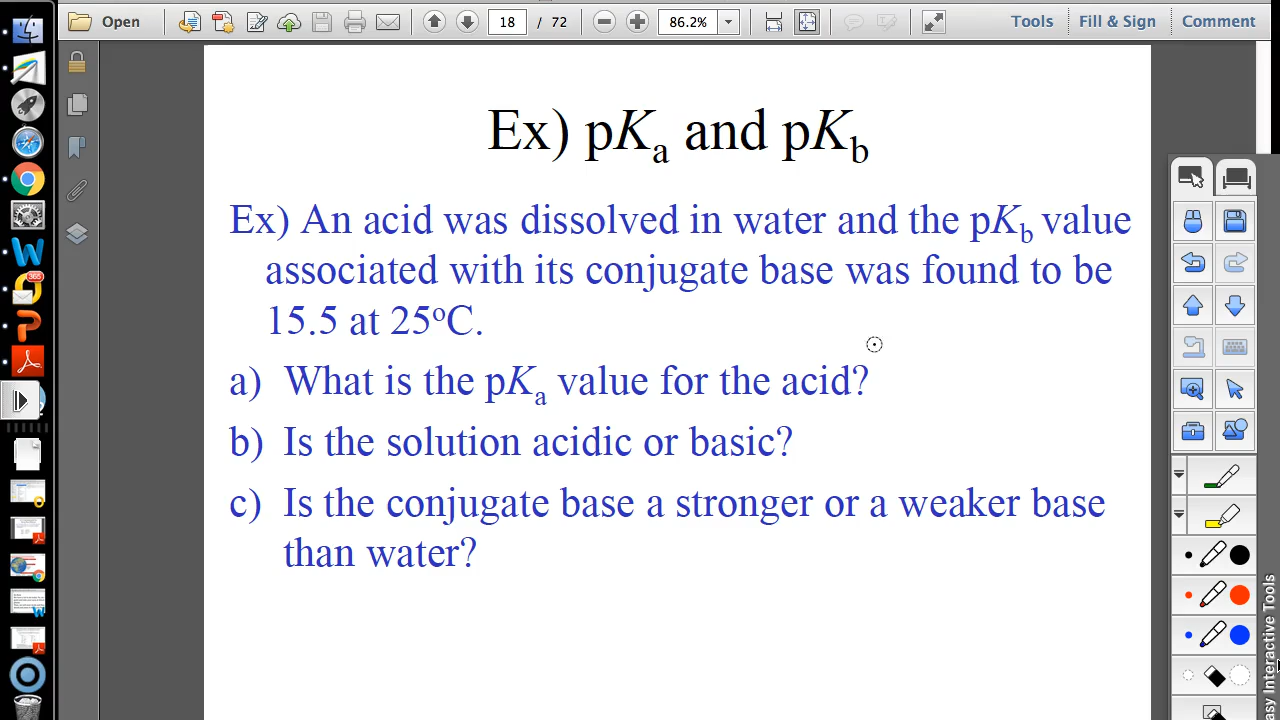 Open
18 / 72
86.2%
Tools
Fill & Sign
Comment
Ex) pKa and pKb
Ex) An acid was dissolved in water and the pKb value
associated with its conjugate base was found to be
15.5 at 25oC.
a) What is the pKa value for the acid?
b) Is the solution acidic or basic?
c) Is the conjugate base a stronger or a weaker base
than water?
365
esy Interactive Tools